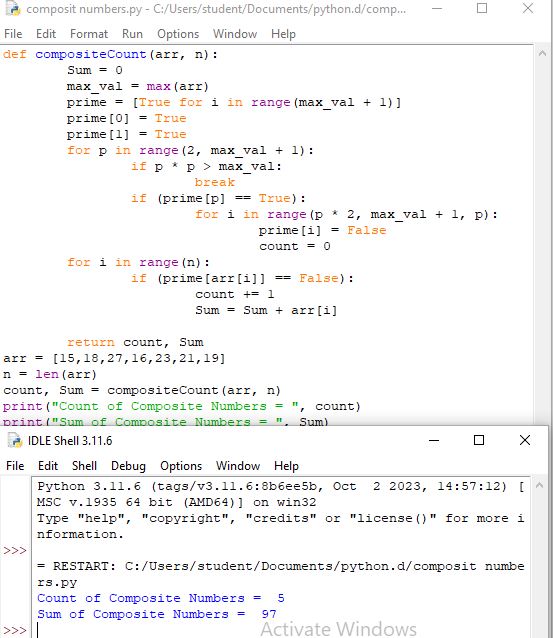 composit numbers.py - C:/Users/student/Documents/python.d/comp...
File Edit Format Run Options Window Help
def compositeCount(arr, n):
        Sum = 0
        max_val = max(arr)
        prime = [True for i in range(max_val + 1)]
        prime[0] = True
        prime[1] = True
        for p in range(2, max_val + 1):
                if p * p > max_val:
                        break
                if (prime[p] == True):
                        for i in range(p * 2, max_val + 1, p):
                                prime[i] = False
                                count = 0
        for i in range(n):
                if (prime[arr[i]] == False):
                        count += 1
                        Sum = Sum + arr[i]
        return count, Sum
arr = [15,18,27,16,23,21,19]
n = len(arr)
count, Sum = compositeCount(arr, n)
print("Count of Composite Numbers = ", count)
print("Sum of Composite Numbers = ", Sum)
IDLE Shell 3.11.6
File Edit Shell Debug Options Window Help
Python 3.11.6 (tags/v3.11.6:8b6ee5b, Oct  2 2023, 14:57:12) [
MSC v.1935 64 bit (AMD64)] on win32
Type "help", "copyright", "credits" or "license()" for more i
nformation.
>>>
= RESTART: C:/Users/student/Documents/python.d/composit numbe
rs.py
Count of Composite Numbers =  5
Sum of Composite Numbers =  97
>>>
Activate Windows